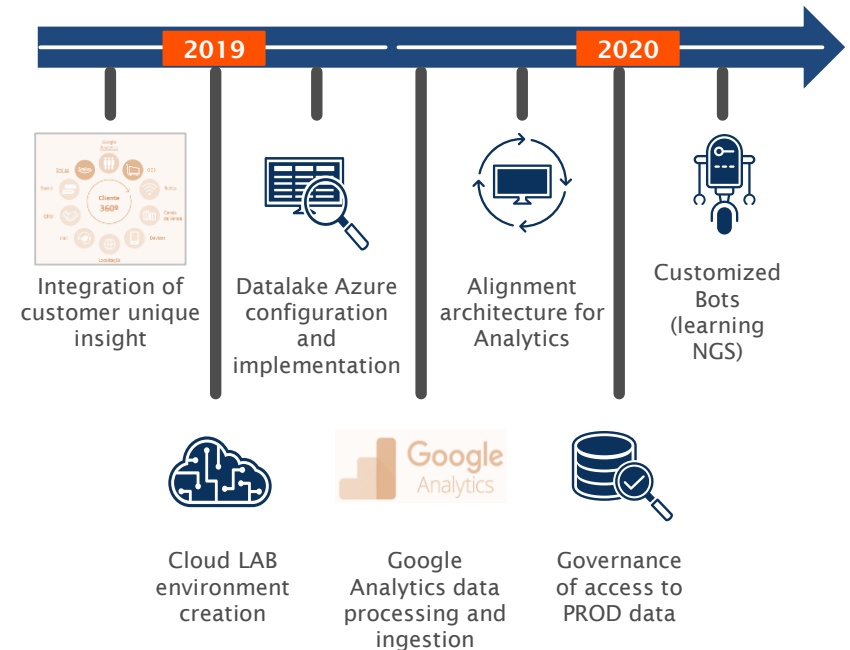 2019
2020
Cliente
360º
Integration of
customer unique
insight
Datalake Azure
configuration
and
implementation
Alignment
architecture for
Analytics
Customized
Bots
(learning
NGS)
Google
Analytics
Cloud LAB
environment
creation
Google
Analytics data
processing and
ingestion
Governance
of access to
PROD data